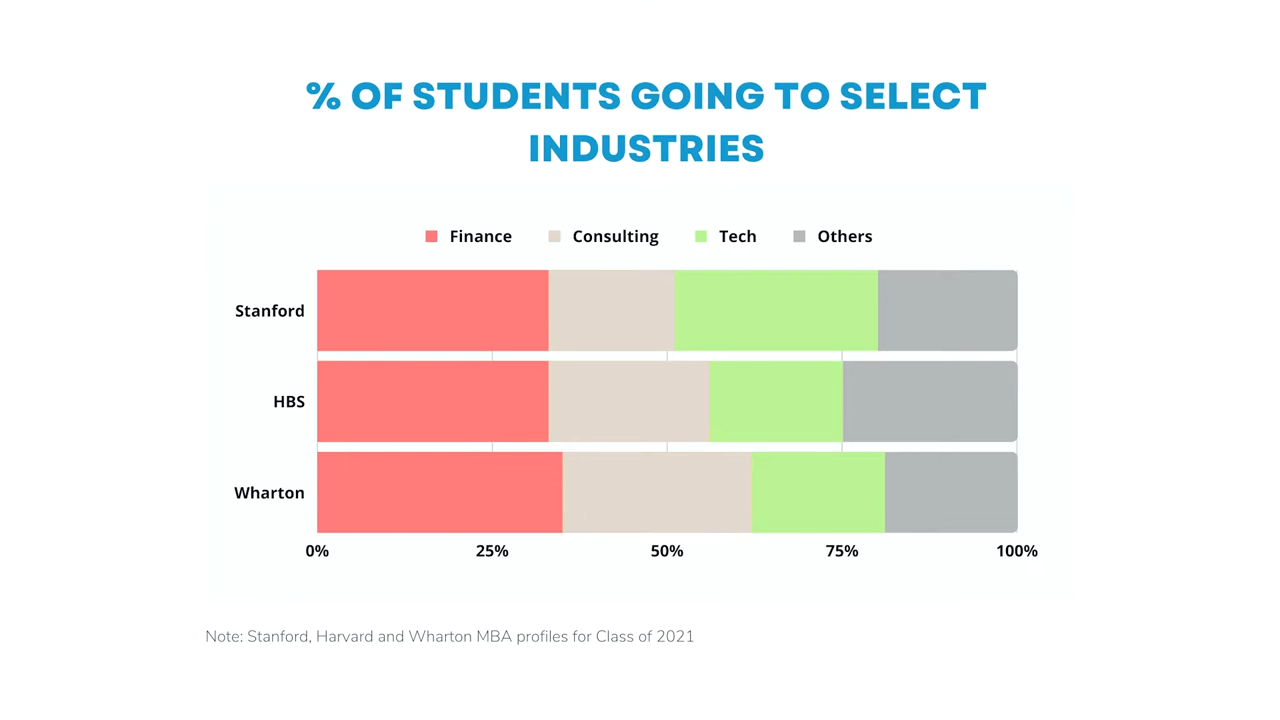 % OF STUDENTS GOING TO SELECT
INDUSTRIES
Finance Consulting Tech Others
Stanford
HBS
Wharton
0% 25% 50% 75% 100%
Note: Stanford, Harvard and Wharton MBA profiles for Class of 2021